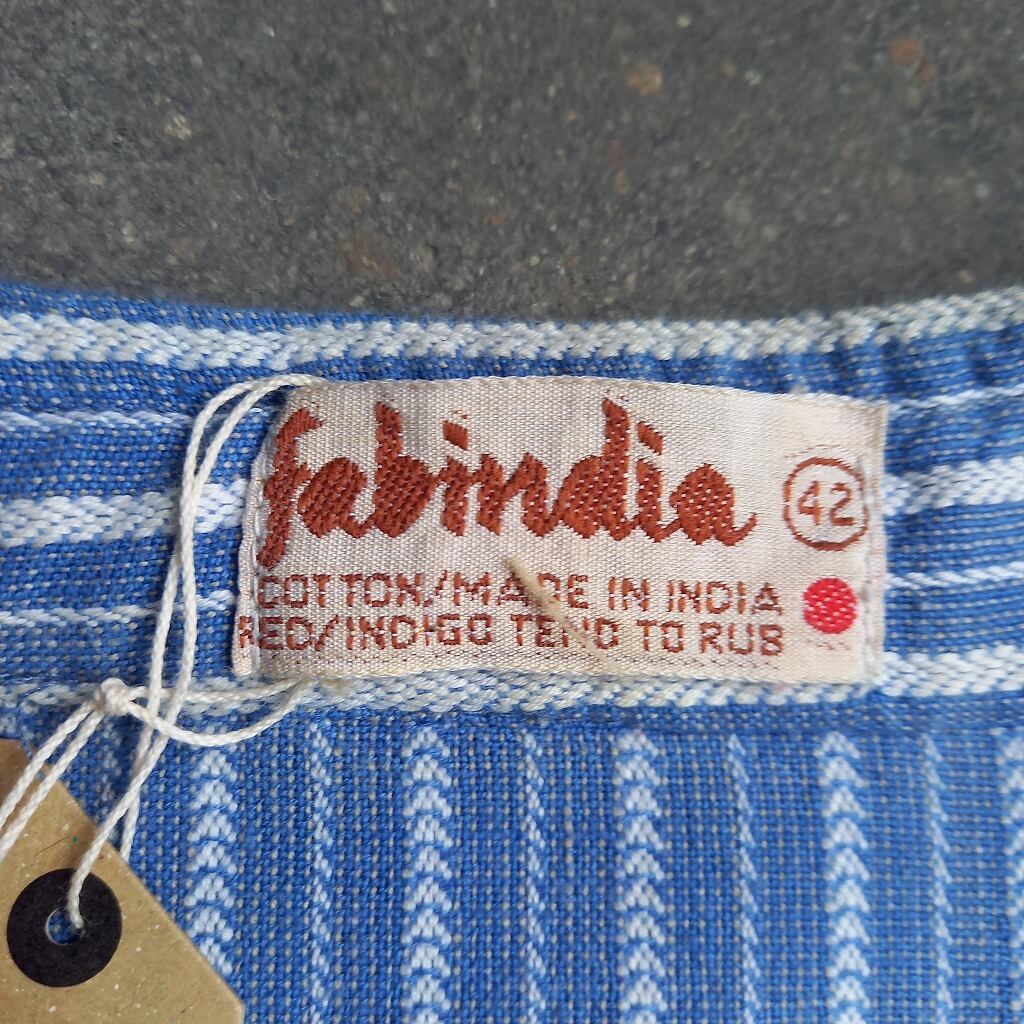 fabindia 42
COTTON/MADE IN INDIA
RED/INDIGO TEND TO RUB